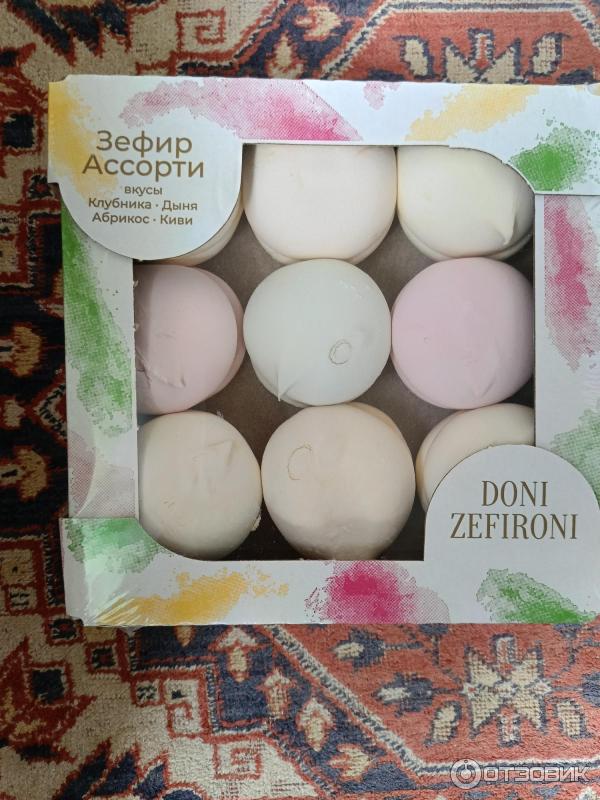 Зефир
Ассорти
вкусы
Клубника • Дыня
Абрикос • Киви
DONI
ZEFIRONI
ОТЗОВИК